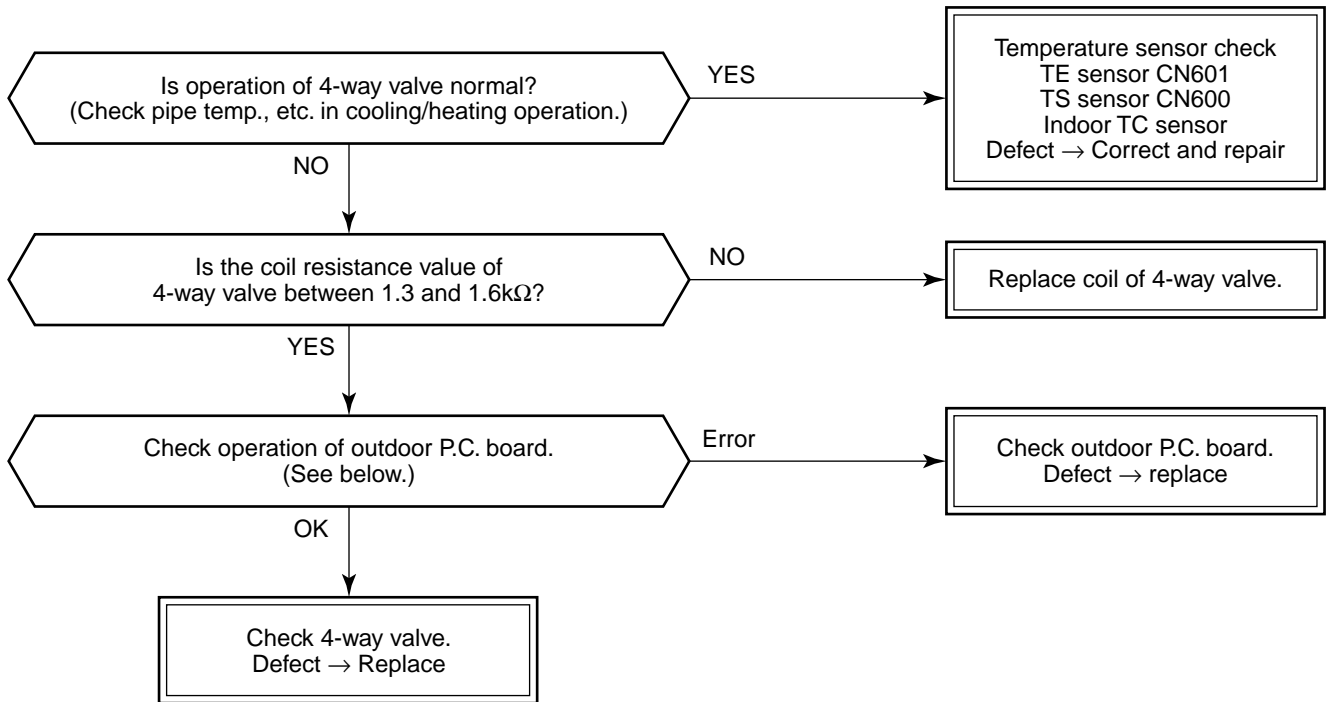 Is operation of 4-way valve normal?
(Check pipe temp., etc. in cooling/heating operation.)
YES
Temperature sensor check
TE sensor CN601
TS sensor CN600
Indoor TC sensor
Defect → Correct and repair
NO
Is the coil resistance value of
4-way valve between 1.3 and 1.6kΩ?
NO
Replace coil of 4-way valve.
YES
Check operation of outdoor P.C. board.
(See below.)
Error
Check outdoor P.C. board.
Defect → replace
OK
Check 4-way valve.
Defect → Replace